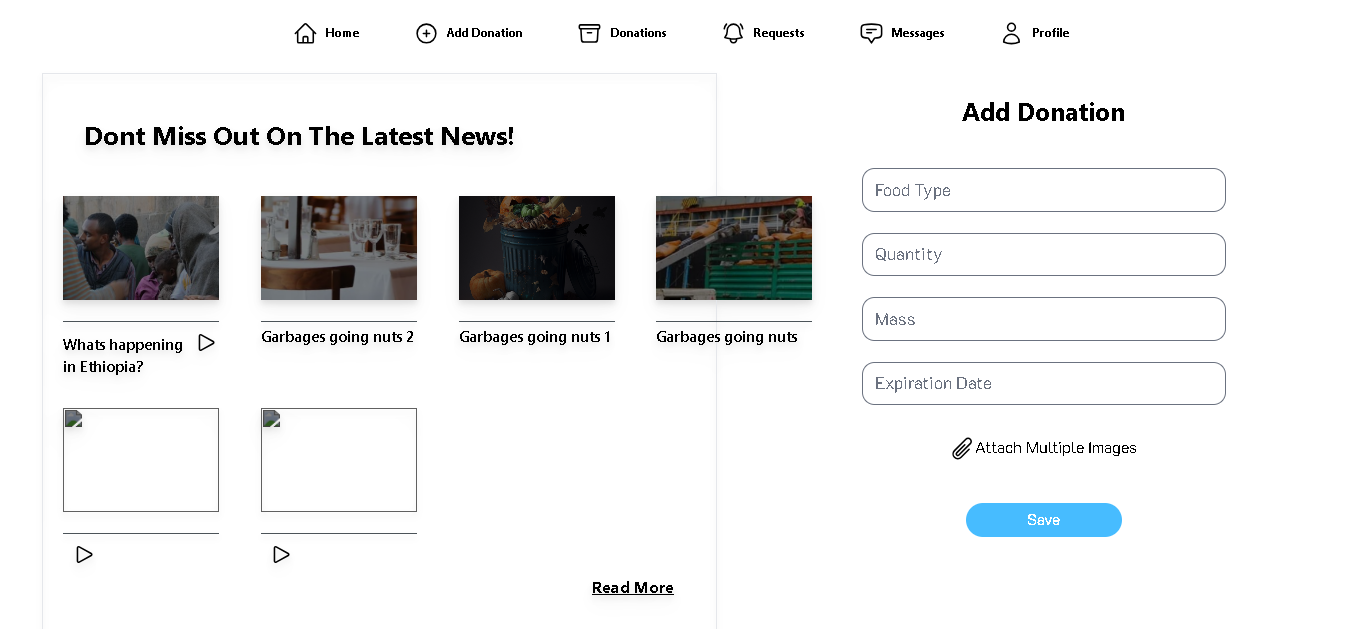 Home
Add Donation
Donations
Requests
Messages
Profile
Dont Miss Out On The Latest News!
Whats happening
in Ethiopia?
Garbages going nuts 2
Garbages going nuts 1
Garbages going nuts
Read More
Add Donation
Food Type
Quantity
Mass
Expiration Date
Attach Multiple Images
Save